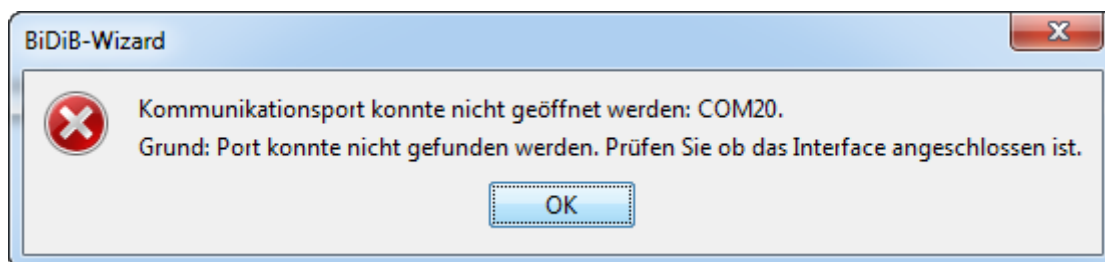 BiDiB-Wizard
Kommunikationsport konnte nicht geöffnet werden: COM20.
Grund: Port konnte nicht gefunden werden. Prüfen Sie ob das Interface angeschlossen ist.
OK